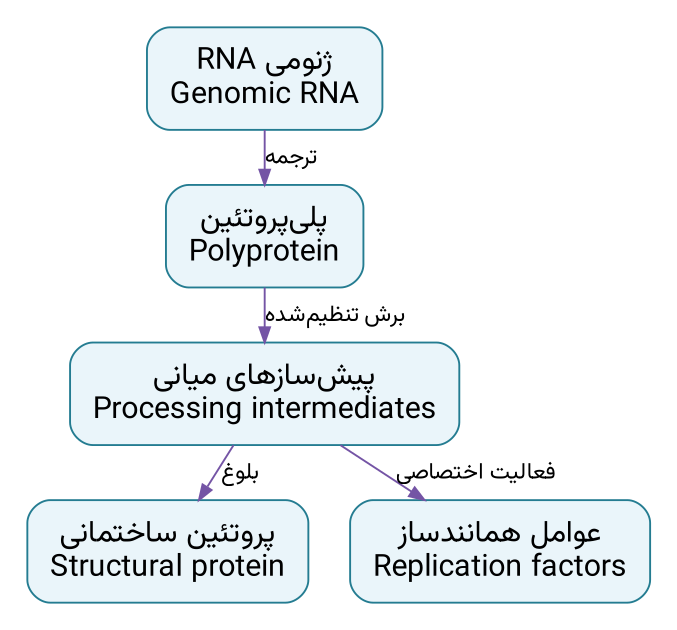 RNA ژنومی
Genomic RNA
ترجمه
پلی‌پروتئین
Polyprotein
برش تنظیم‌شده
پیش‌سازهای میانی
Processing intermediates
بلوغ
فعالیت اختصاصی
پروتئین ساختمانی
Structural protein
عوامل همانندساز
Replication factors